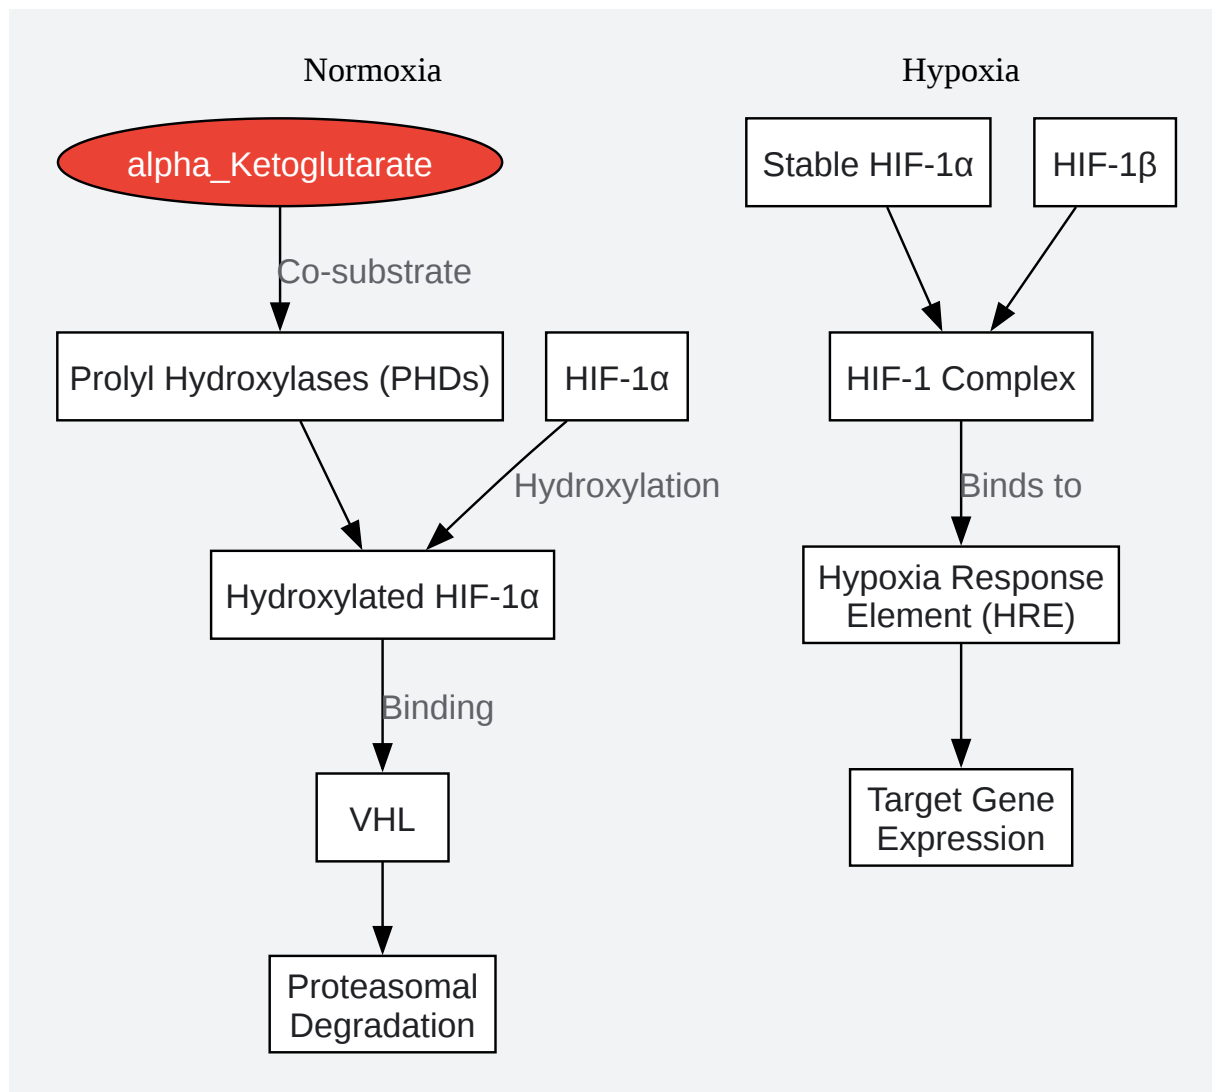 Normoxia
alpha_Ketoglutarate
Co-substrate
Prolyl Hydroxylases (PHDs)
HIF-1α
Hydroxylation
Hydroxylated HIF-1α
Binding
VHL
Proteasomal
Degradation
Hypoxia
Stable HIF-1α
HIF-1β
HIF-1 Complex
Binds to
Hypoxia Response
Element (HRE)
Target Gene
Expression